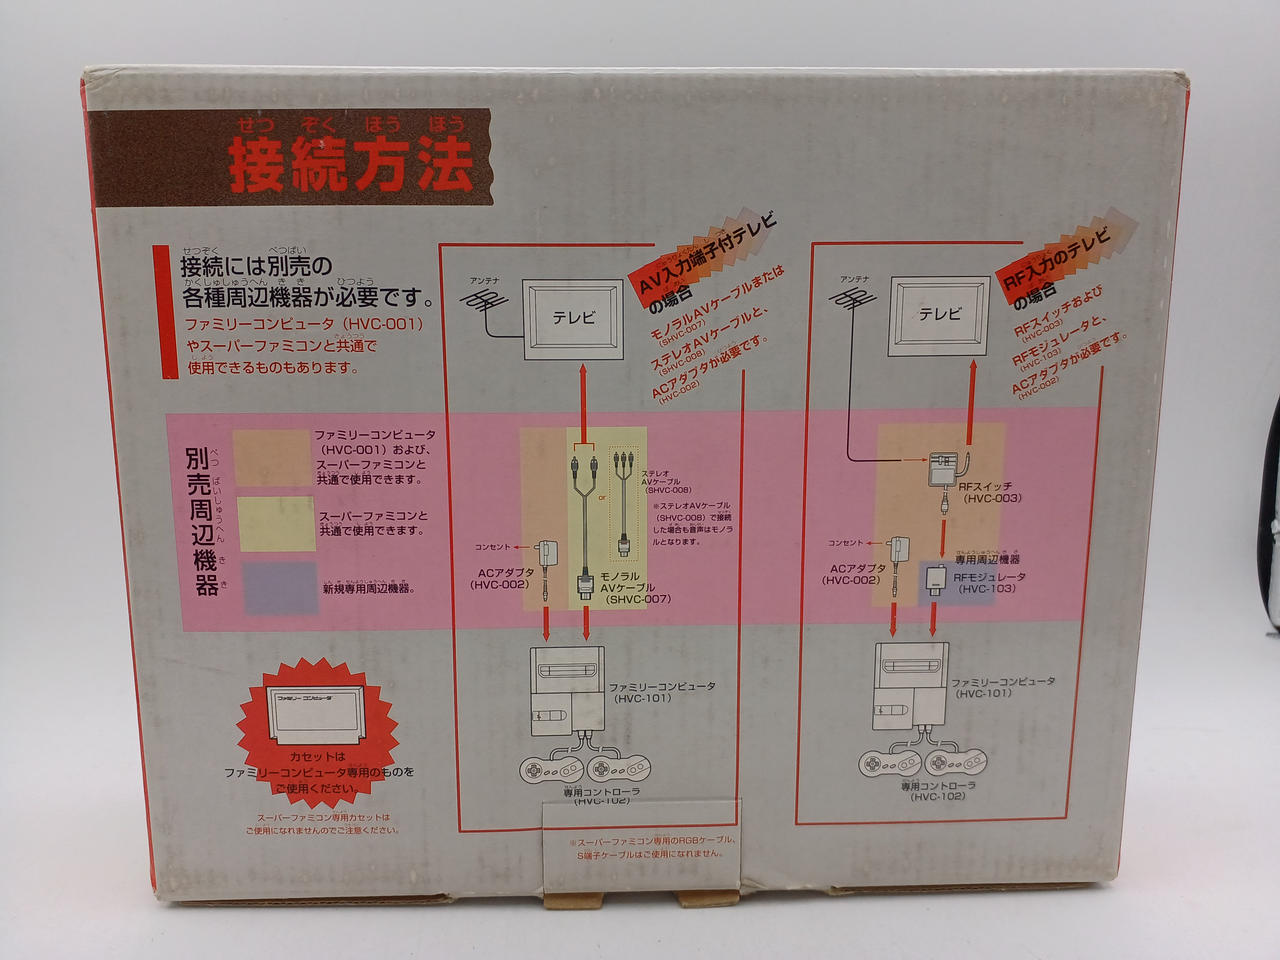 せつ ぞく ほう ほう
接続方法
せつぞく べつばい
接続には別売の
かくしゅしゅうへん き き ひつよう
各種周辺機器が必要です。
ファミリーコンピュータ（HVC-001）
やスーパーファミコンと共通で
使用できるものもあります。
別売周辺機器
べつ ばいしゅうへん き き
ファミリーコンピュータ
（HVC-001）および、
スーパーファミコンと
共通で使用できます。
スーパーファミコンと
共通で使用できます。
新規専用周辺機器。
ファミリー コンピュータ
カセットは
ファミリーコンピュータ専用のものを
ご使用ください。
スーパーファミコン専用カセットは
ご使用になれませんのでご注意ください。
AV入力端子付テレビ
の場合
モノラルAVケーブルまたは
（SHVC-007）
ステレオAVケーブルと、
（SHVC-008）
ACアダプタが必要です。
（HVC-002）
アンテナ
テレビ
or
ステレオ
AVケーブル
（SHVC-008）
※ステレオAVケーブル
（SHVC-008）で接続
した場合も音声はモノラ
ルとなります。
コンセント
ACアダプタ
（HVC-002）
モノラル
AVケーブル
（SHVC-007）
ファミリーコンピュータ
（HVC-101）
専用コントローラ
（HVC-102）
※スーパーファミコン専用のRGBケーブル、
S端子ケーブルはご使用になれません。
RF入力のテレビ
の場合
RFスイッチおよび
（HVC-003）
RFモジュレータと、
（HVC-103）
ACアダプタが必要です。
（HVC-002）
アンテナ
テレビ
RFスイッチ
（HVC-003）
コンセント
ACアダプタ
（HVC-002）
専用周辺機器
RFモジュレータ
（HVC-103）
ファミリーコンピュータ
（HVC-101）
専用コントローラ
（HVC-102）